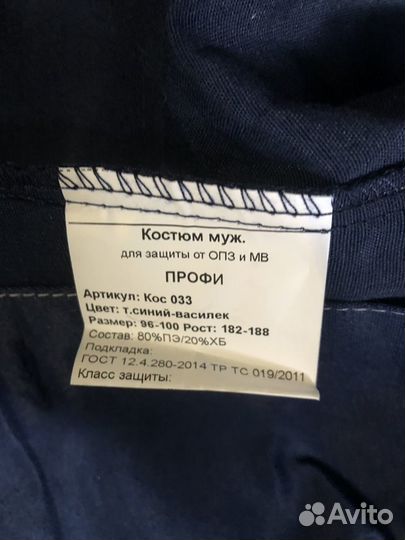 Костюм муж.
для защиты от ОПЗ и МВ
ПРОФИ
Артикул: Кос 033
Цвет: т.синий-василек
Размер: 96-100 Рост: 182-188
Состав: 80%ПЭ/20%ХБ
Подкладка:
ГОСТ 12.4.280-2014 ТР ТС 019/2011
Класс защиты:
Avito